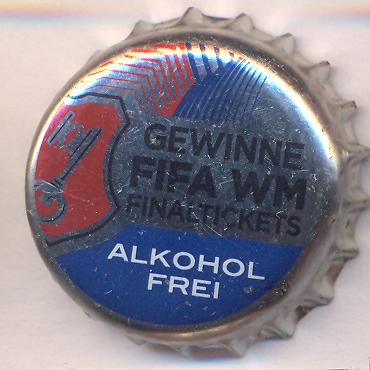 GEWINNE
FIFA WM
FINALTICKETS
ALKOHOL
FREI